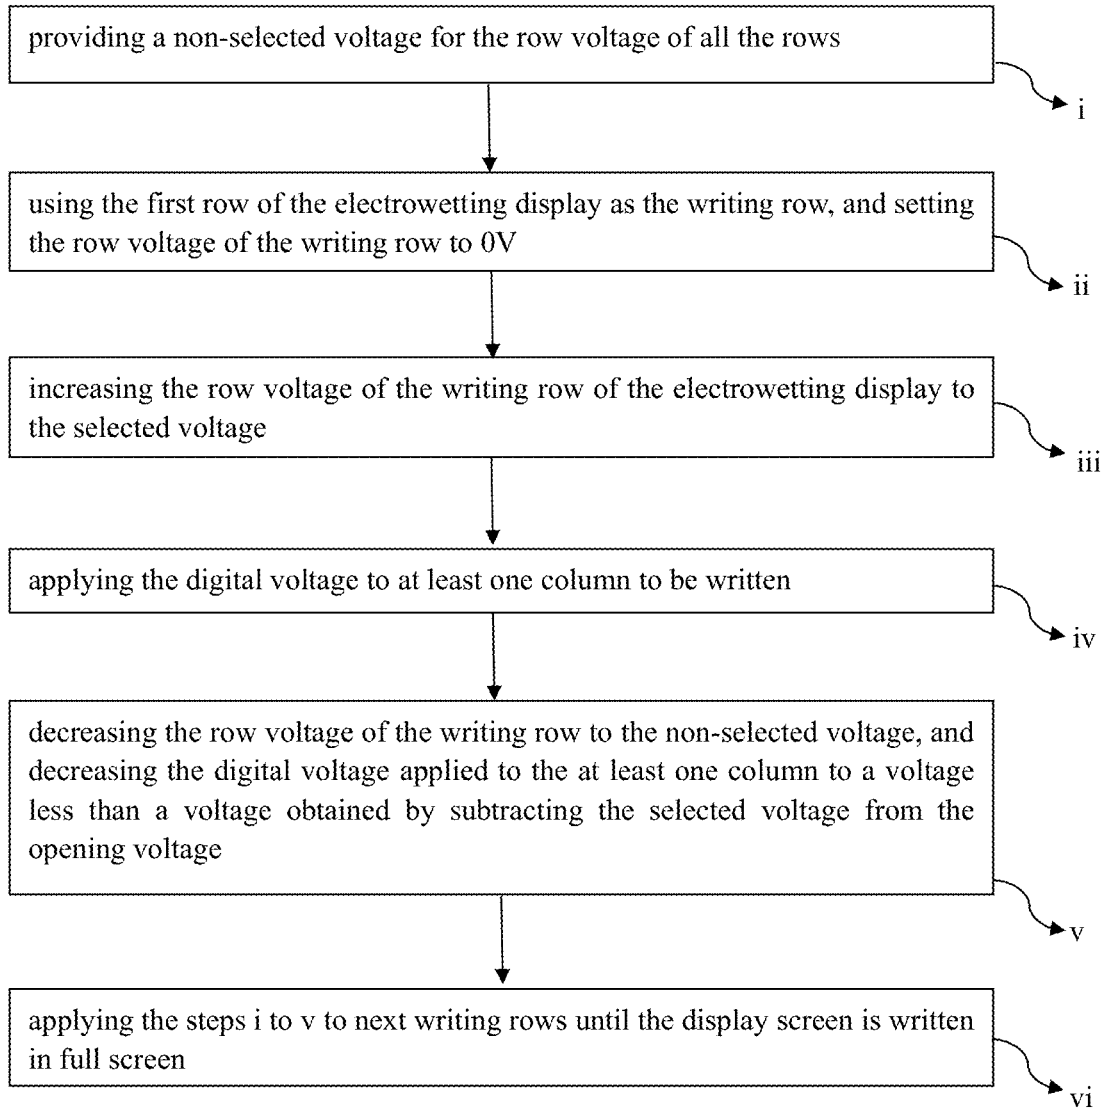 providing a non-selected voltage for the row voltage of all the rows
i
using the first row of the electrowetting display as the writing row, and setting
the row voltage of the writing row to 0V
ii
increasing the row voltage of the writing row of the electrowetting display to
the selected voltage
iii
applying the digital voltage to at least one column to be written
iv
decreasing the row voltage of the writing row to the non-selected voltage, and
decreasing the digital voltage applied to the at least one column to a voltage
less than a voltage obtained by subtracting the selected voltage from the
opening voltage
v
applying the steps i to v to next writing rows until the display screen is written
in full screen
vi